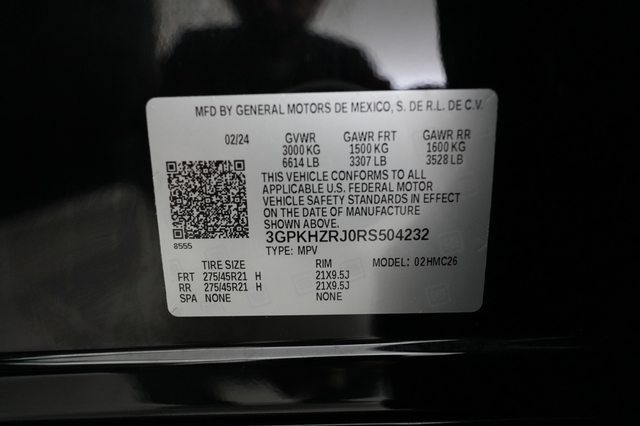 MFD BY GENERAL MOTORS DE MEXICO, S. DE R.L. DE C.V.
02/24 GVWR GAWR FRT GAWR RR
3000 KG 1500 KG 1600 KG
6614 LB 3307 LB 3528 LB
THIS VEHICLE CONFORMS TO ALL
APPLICABLE U.S. FEDERAL MOTOR
VEHICLE SAFETY STANDARDS IN EFFECT
ON THE DATE OF MANUFACTURE
SHOWN ABOVE.
3GPKHZRJ0RS504232
8555 TYPE: MPV
TIRE SIZE RIM MODEL: 02HMC26
FRT 275/45R21 H 21X9.5J
RR 275/45R21 H 21X9.5J
SPA NONE NONE